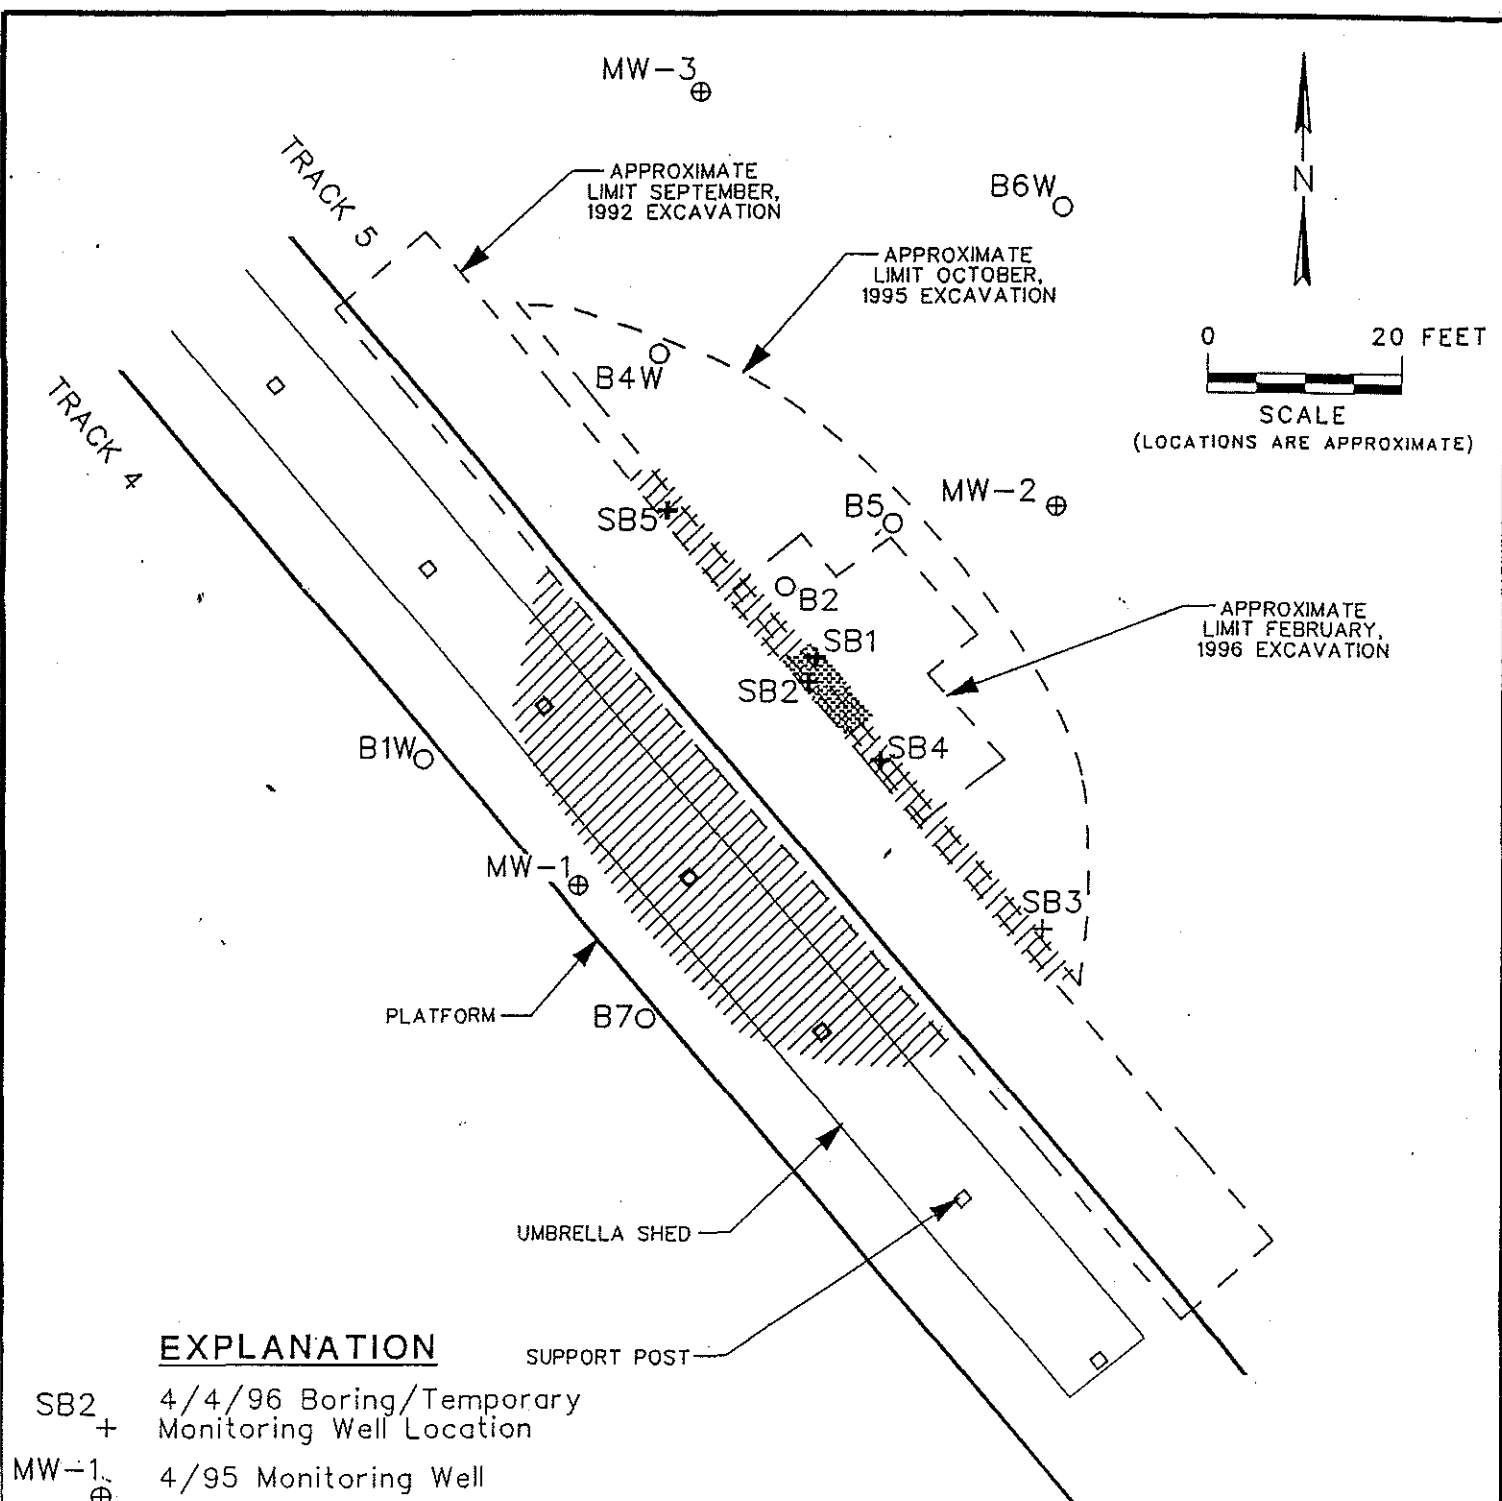 MW-3
TRACK 5
APPROXIMATE
LIMIT SEPTEMBER,
1992 EXCAVATION
B6W
N
APPROXIMATE
LIMIT OCTOBER,
1995 EXCAVATION
0 20 FEET
SCALE
(LOCATIONS ARE APPROXIMATE)
B4W
TRACK 4
MW-2
B5
SB5
B2
APPROXIMATE
LIMIT FEBRUARY,
1996 EXCAVATION
SB1
SB2
B1W
SB4
MW-1
SB3
PLATFORM
B7
UMBRELLA SHED
SUPPORT POST
EXPLANATION
SB2 4/4/96 Boring/Temporary
Monitoring Well Location
MW-1 4/95 Monitoring Well